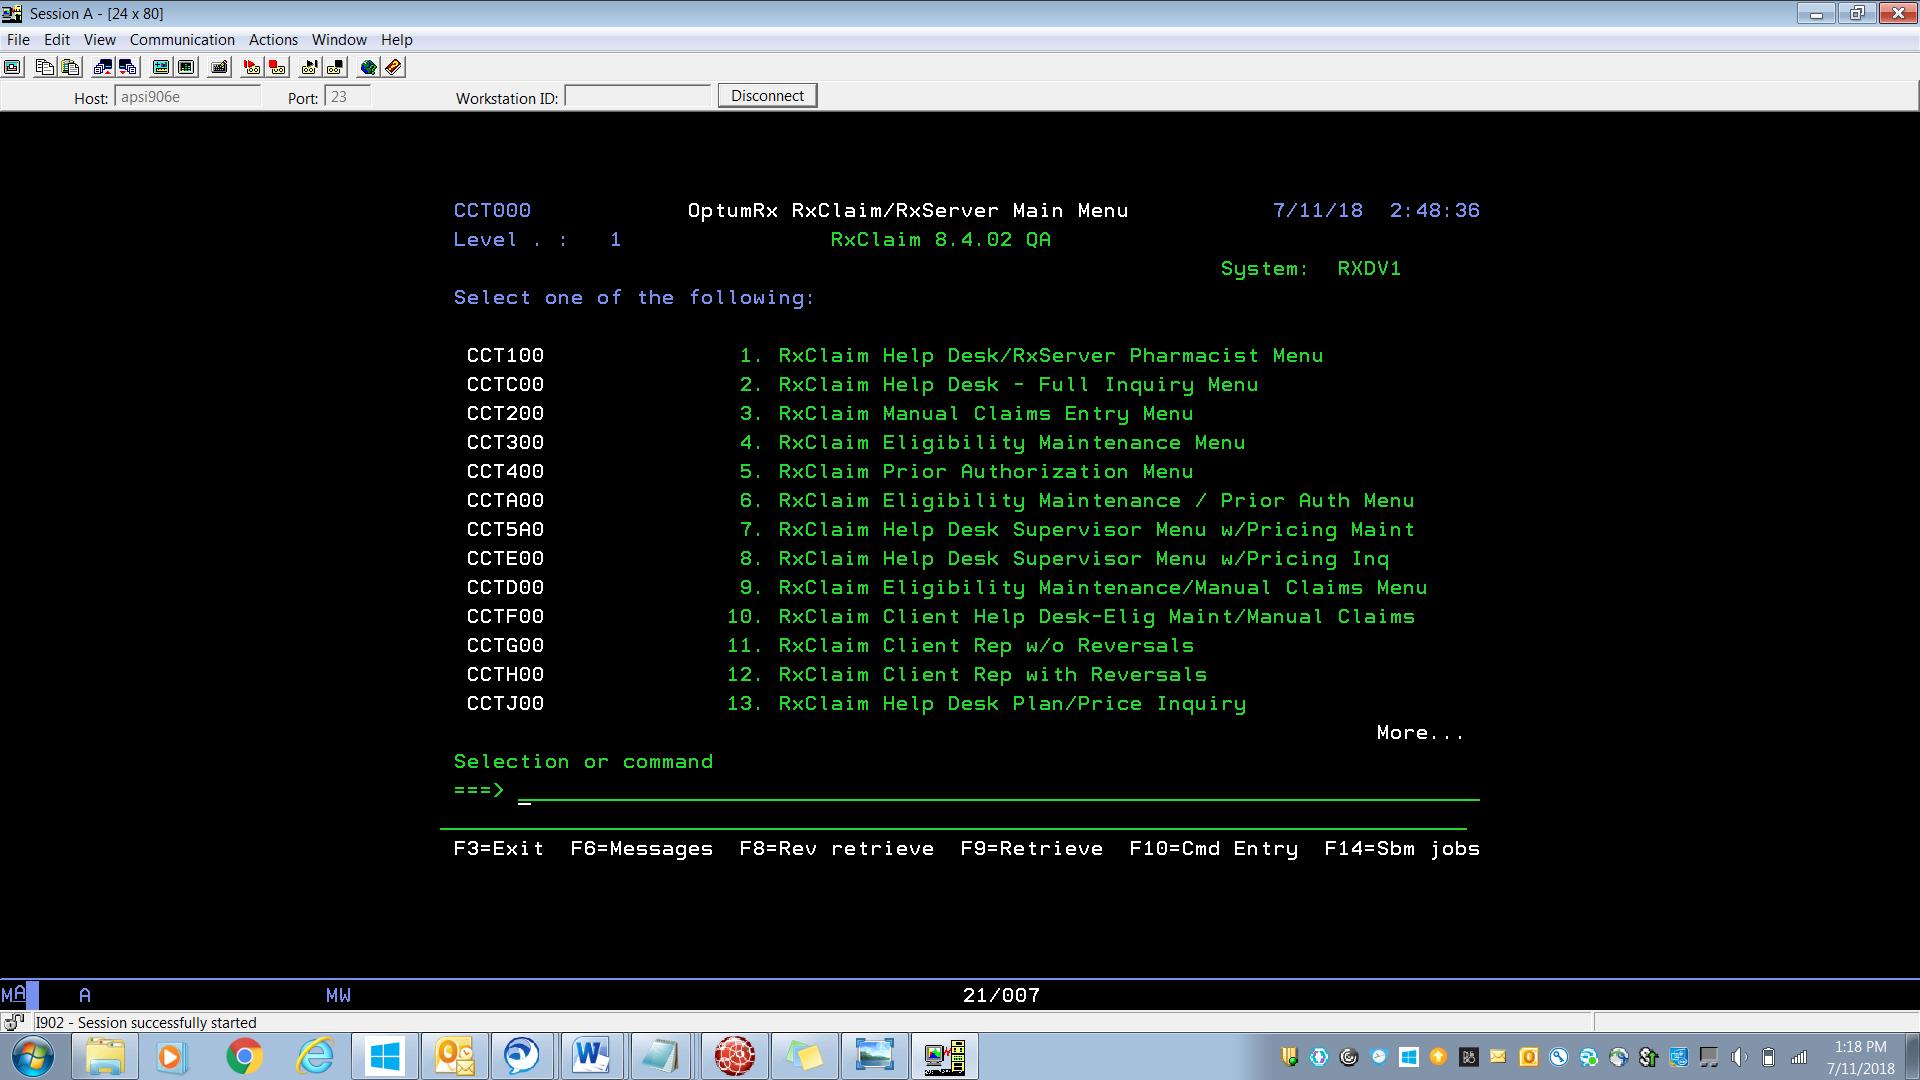 Session A - [24 x 80]
File Edit View Communication Actions Window Help
Host: apsi906e Port: 23 Workstation ID: Disconnect
CCT000 OptumRx RxClaim/RxServer Main Menu 7/11/18 2:48:36
Level . : 1 RxClaim 8.4.02 QA
System: RXDV1
Select one of the following:
CCT100 1. RxClaim Help Desk/RxServer Pharmacist Menu
CCTC00 2. RxClaim Help Desk - Full Inquiry Menu
CCT200 3. RxClaim Manual Claims Entry Menu
CCT300 4. RxClaim Eligibility Maintenance Menu
CCT400 5. RxClaim Prior Authorization Menu
CCTA00 6. RxClaim Eligibility Maintenance / Prior Auth Menu
CCT5A0 7. RxClaim Help Desk Supervisor Menu w/Pricing Maint
CCTE00 8. RxClaim Help Desk Supervisor Menu w/Pricing Inq
CCTD00 9. RxClaim Eligibility Maintenance/Manual Claims Menu
CCTF00 10. RxClaim Client Help Desk-Elig Maint/Manual Claims
CCTG00 11. RxClaim Client Rep w/o Reversals
CCTH00 12. RxClaim Client Rep with Reversals
CCTJ00 13. RxClaim Help Desk Plan/Price Inquiry
More...
Selection or command
===>
F3=Exit F6=Messages F8=Rev retrieve F9=Retrieve F10=Cmd Entry F14=Sbm jobs
MA A MW 21/007
I902 - Session successfully started
1:18 PM
7/11/2018